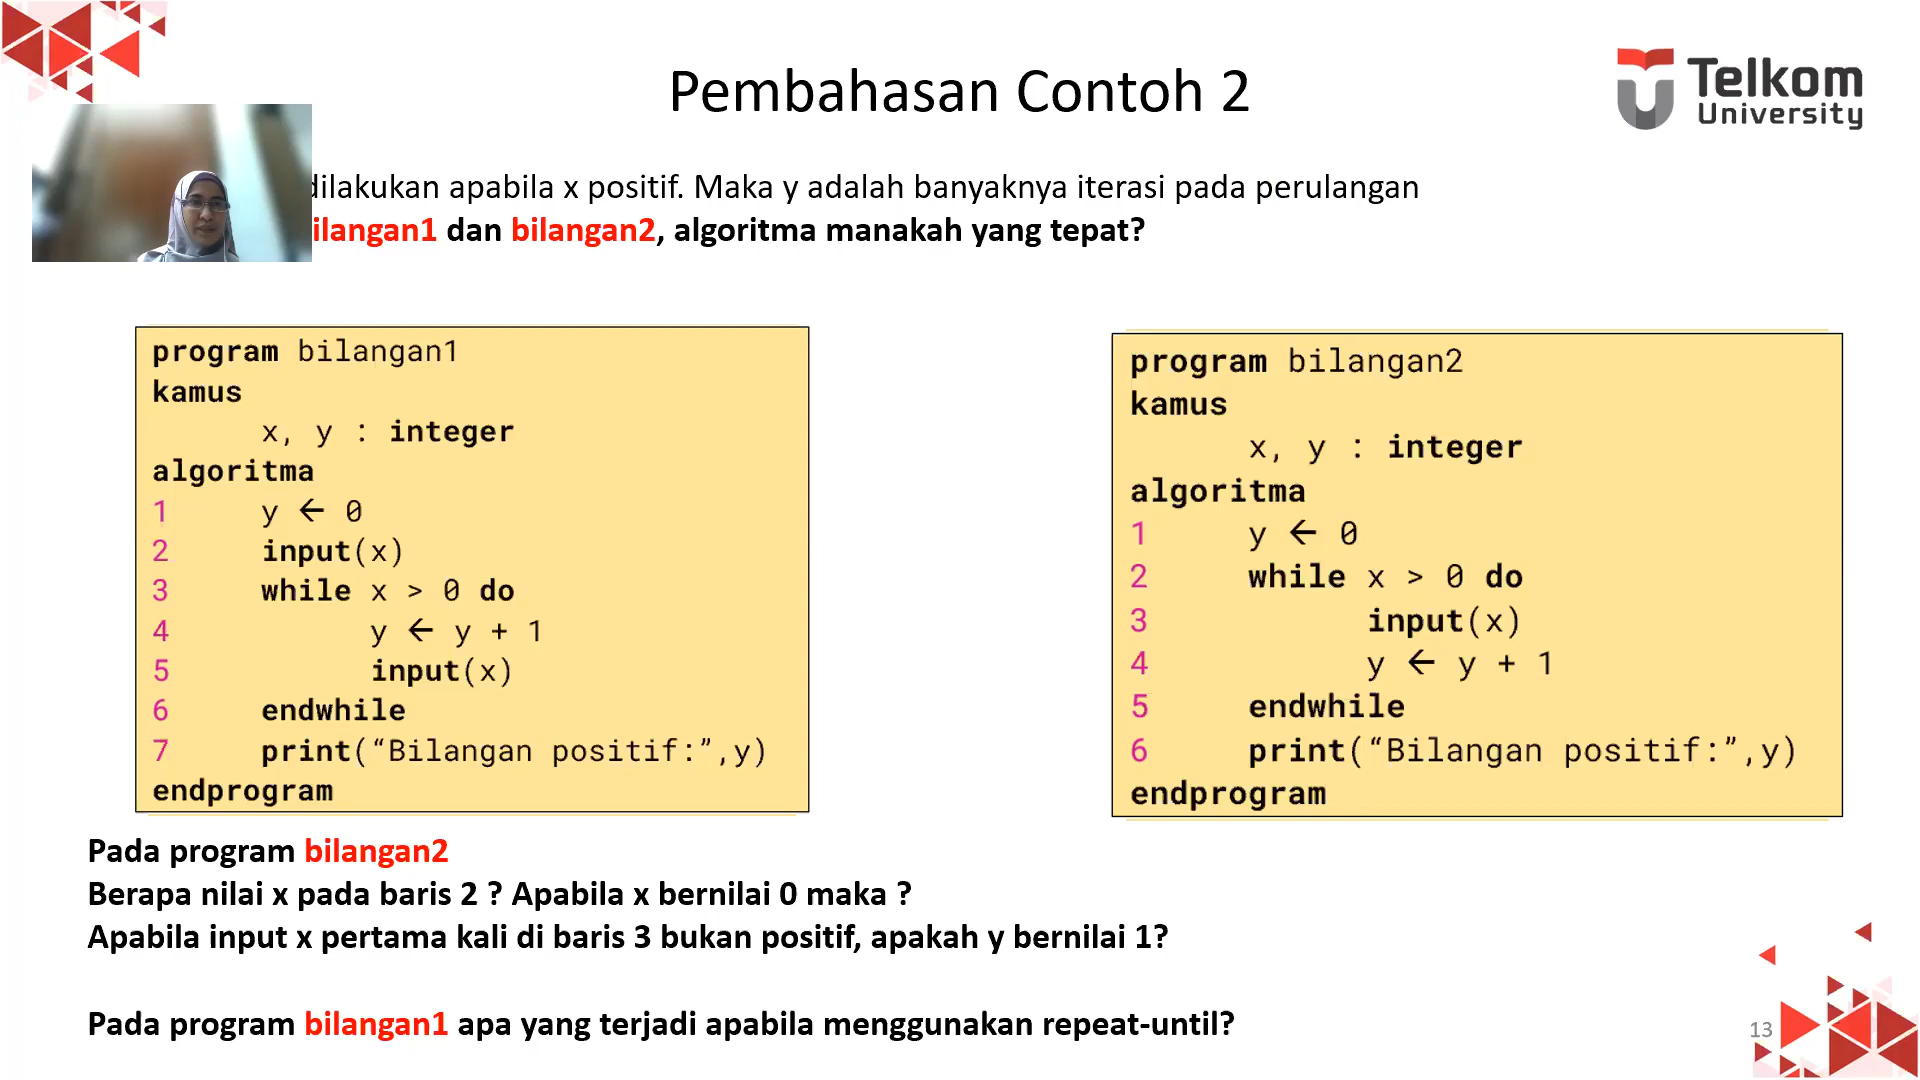 Pembahasan Contoh 2
Telkom
University
dilakukan apabila x positif. Maka y adalah banyaknya iterasi pada perulangan
ilangan1 dan bilangan2, algoritma manakah yang tepat?
program bilangan1
kamus
x, y : integer
algoritma
1 y ← 0
2 input(x)
3 while x > 0 do
4 y ← y + 1
5 input(x)
6 endwhile
7 print(“Bilangan positif:”,y)
endprogram
program bilangan2
kamus
x, y : integer
algoritma
1 y ← 0
2 while x > 0 do
3 input(x)
4 y ← y + 1
5 endwhile
6 print(“Bilangan positif:”,y)
endprogram
Pada program bilangan2
Berapa nilai x pada baris 2 ? Apabila x bernilai 0 maka ?
Apabila input x pertama kali di baris 3 bukan positif, apakah y bernilai 1?
Pada program bilangan1 apa yang terjadi apabila menggunakan repeat-until?
13